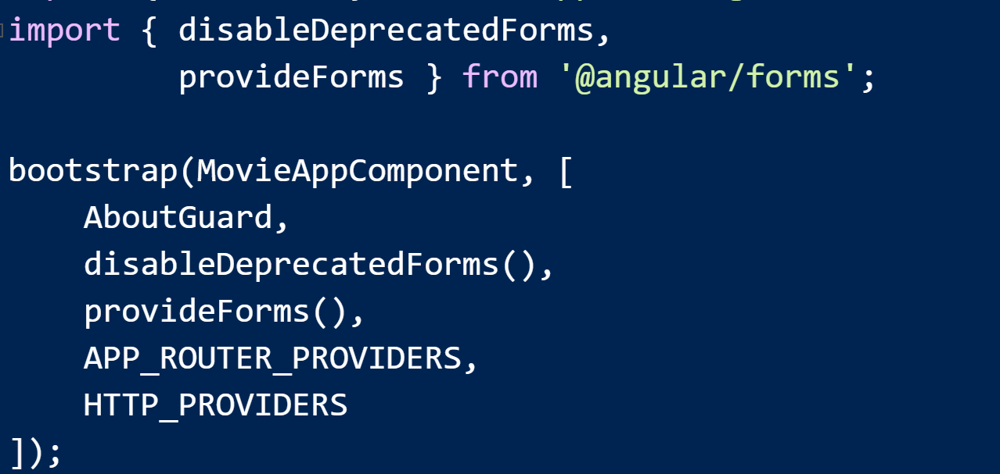 import { disableDeprecatedForms,
         provideForms } from '@angular/forms';
bootstrap(MovieAppComponent, [
    AboutGuard,
    disableDeprecatedForms(),
    provideForms(),
    APP_ROUTER_PROVIDERS,
    HTTP_PROVIDERS
]);